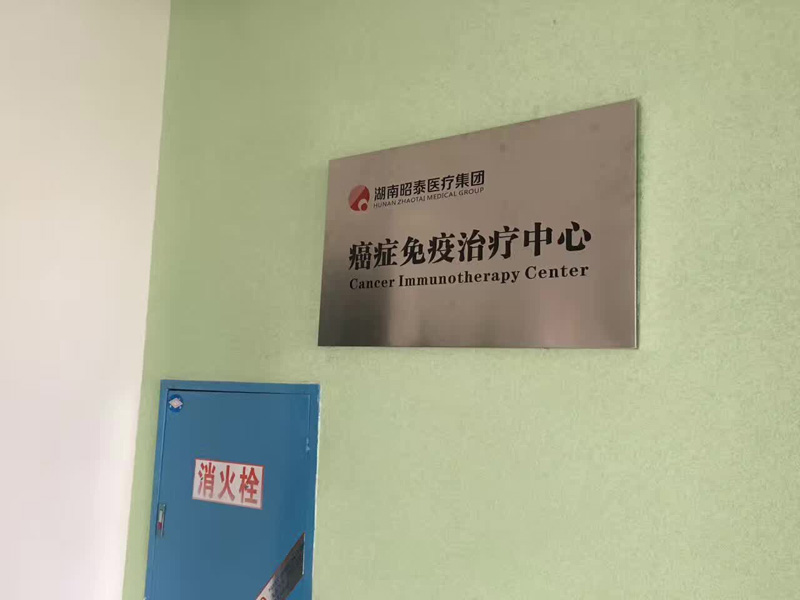 湖南昭泰医疗集团
HUNAN ZHAOTAI MEDICAL GROUP
癌症免疫治疗中心
Cancer Immunotherapy Center
消火栓